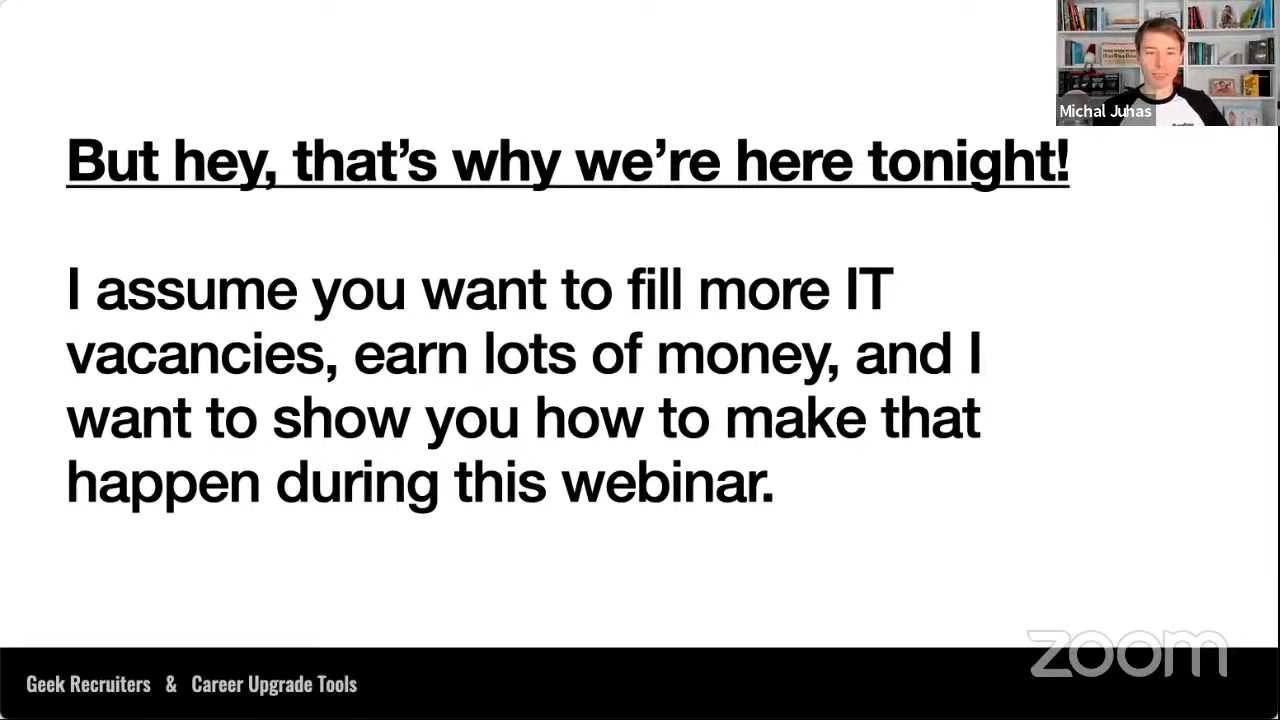 Michal Juhas
But hey, that’s why we’re here tonight!
I assume you want to fill more IT
vacancies, earn lots of money, and I
want to show you how to make that
happen during this webinar.
zoom
Geek Recruiters & Career Upgrade Tools